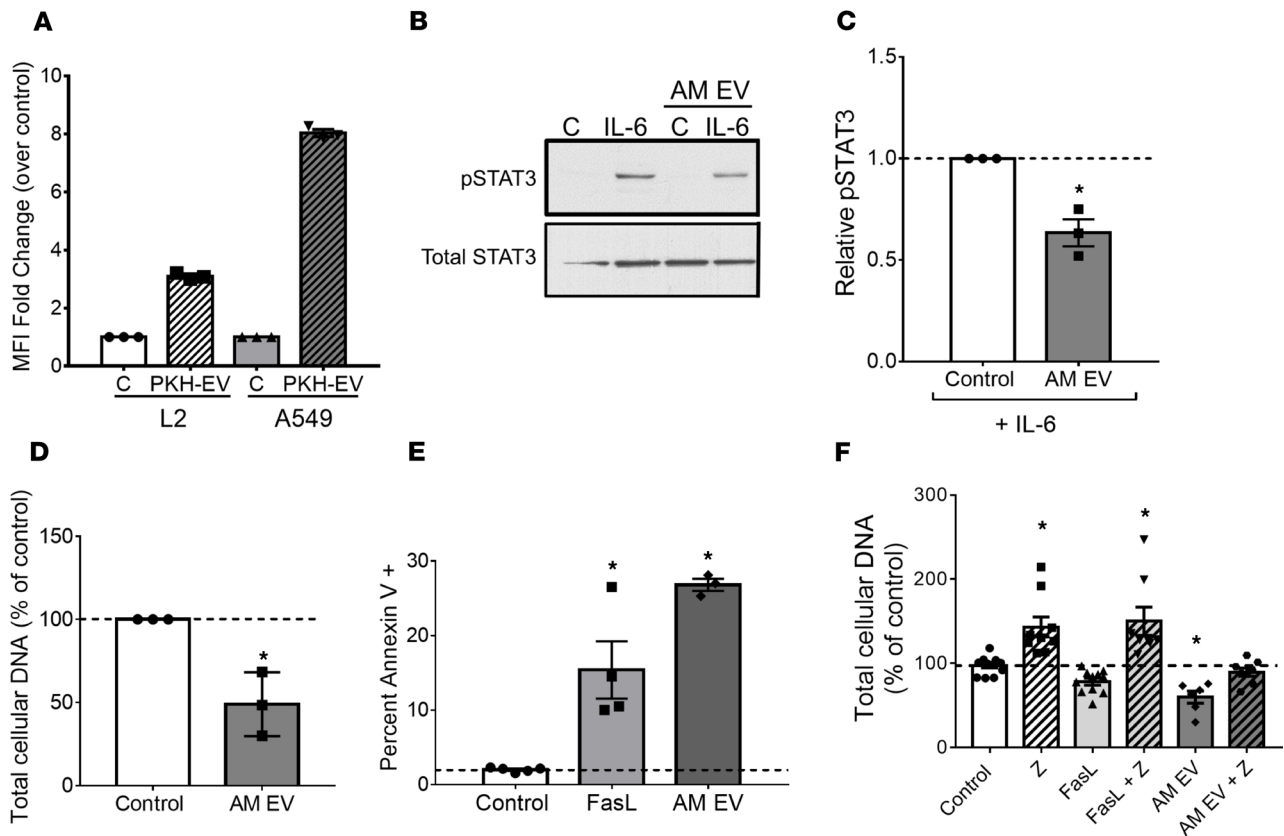 A
MFI Fold Change (over control)
10
8
6
4
2
0
C PKH-EV C PKH-EV
L2 A549
B
AM EV
C IL-6 C IL-6
pSTAT3
Total STAT3
C
Relative pSTAT3
1.5
1.0
0.5
0.0
*
Control AM EV
+ IL-6
D
Total cellular DNA (% of control)
150
100
50
0
*
Control AM EV
E
Percent Annexin V +
30
20
10
0
* *
Control FasL AM EV
F
Total cellular DNA
(% of control)
300
200
150
100
50
0
* * *
Control Z FasL FasL + Z AM EV AM EV + Z